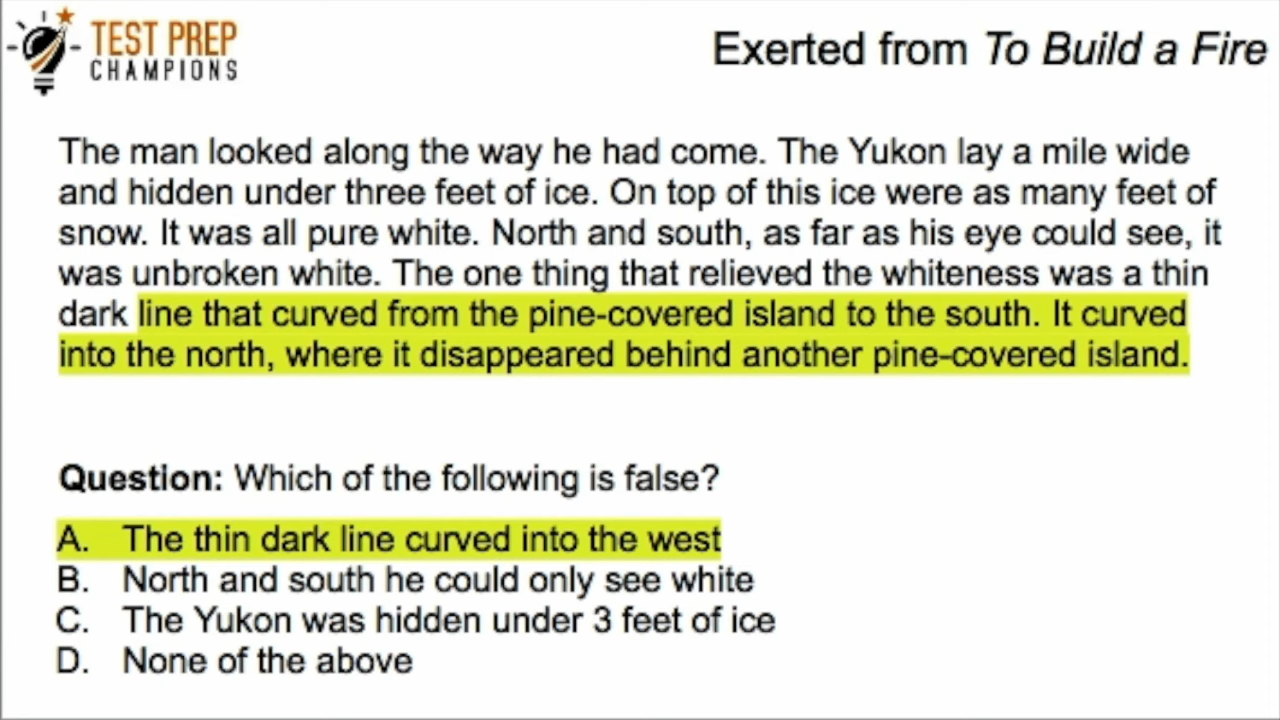 TEST PREP
CHAMPIONS
Exerted from To Build a Fire
The man looked along the way he had come. The Yukon lay a mile wide
and hidden under three feet of ice. On top of this ice were as many feet of
snow. It was all pure white. North and south, as far as his eye could see, it
was unbroken white. The one thing that relieved the whiteness was a thin
dark line that curved from the pine-covered island to the south. It curved
into the north, where it disappeared behind another pine-covered island.
Question: Which of the following is false?
A. The thin dark line curved into the west
B. North and south he could only see white
C. The Yukon was hidden under 3 feet of ice
D. None of the above